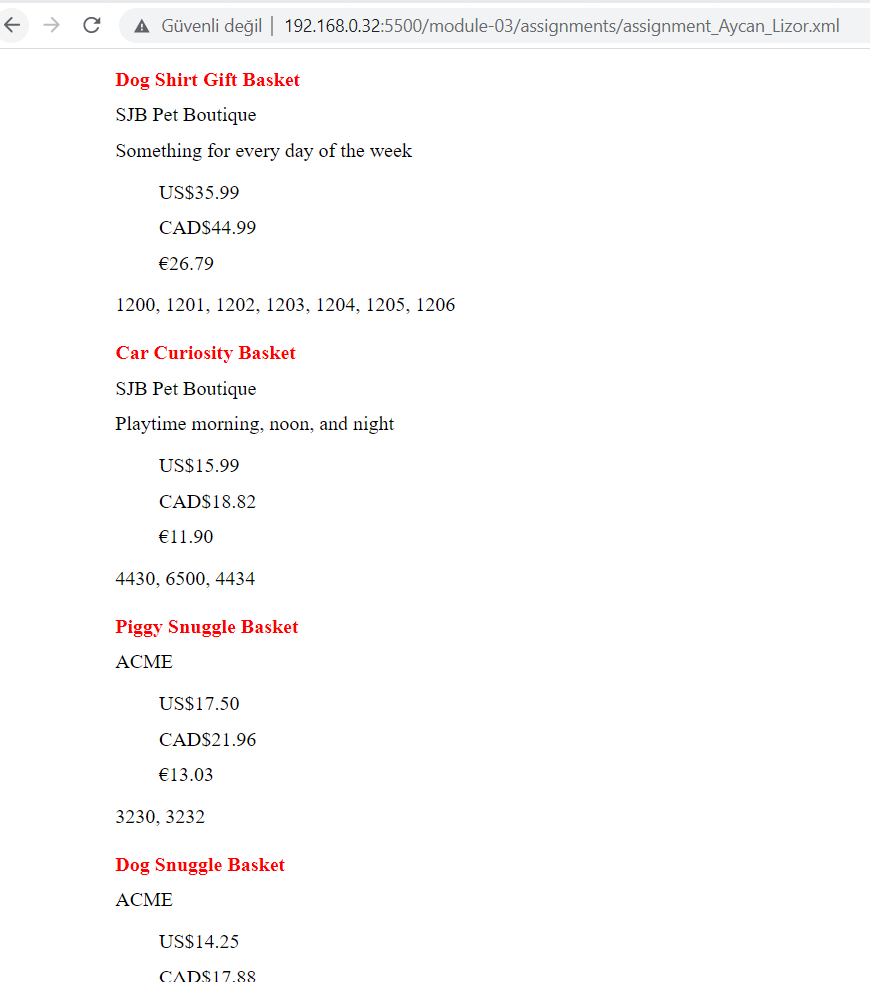 Güvenli değil | 192.168.0.32:5500/module-03/assignments/assignment_Aycan_Lizor.xml
Dog Shirt Gift Basket
SJB Pet Boutique
Something for every day of the week
US$35.99
CAD$44.99
€26.79
1200, 1201, 1202, 1203, 1204, 1205, 1206
Car Curiosity Basket
SJB Pet Boutique
Playtime morning, noon, and night
US$15.99
CAD$18.82
€11.90
4430, 6500, 4434
Piggy Snuggle Basket
ACME
US$17.50
CAD$21.96
€13.03
3230, 3232
Dog Snuggle Basket
ACME
US$14.25
CAD$17.88